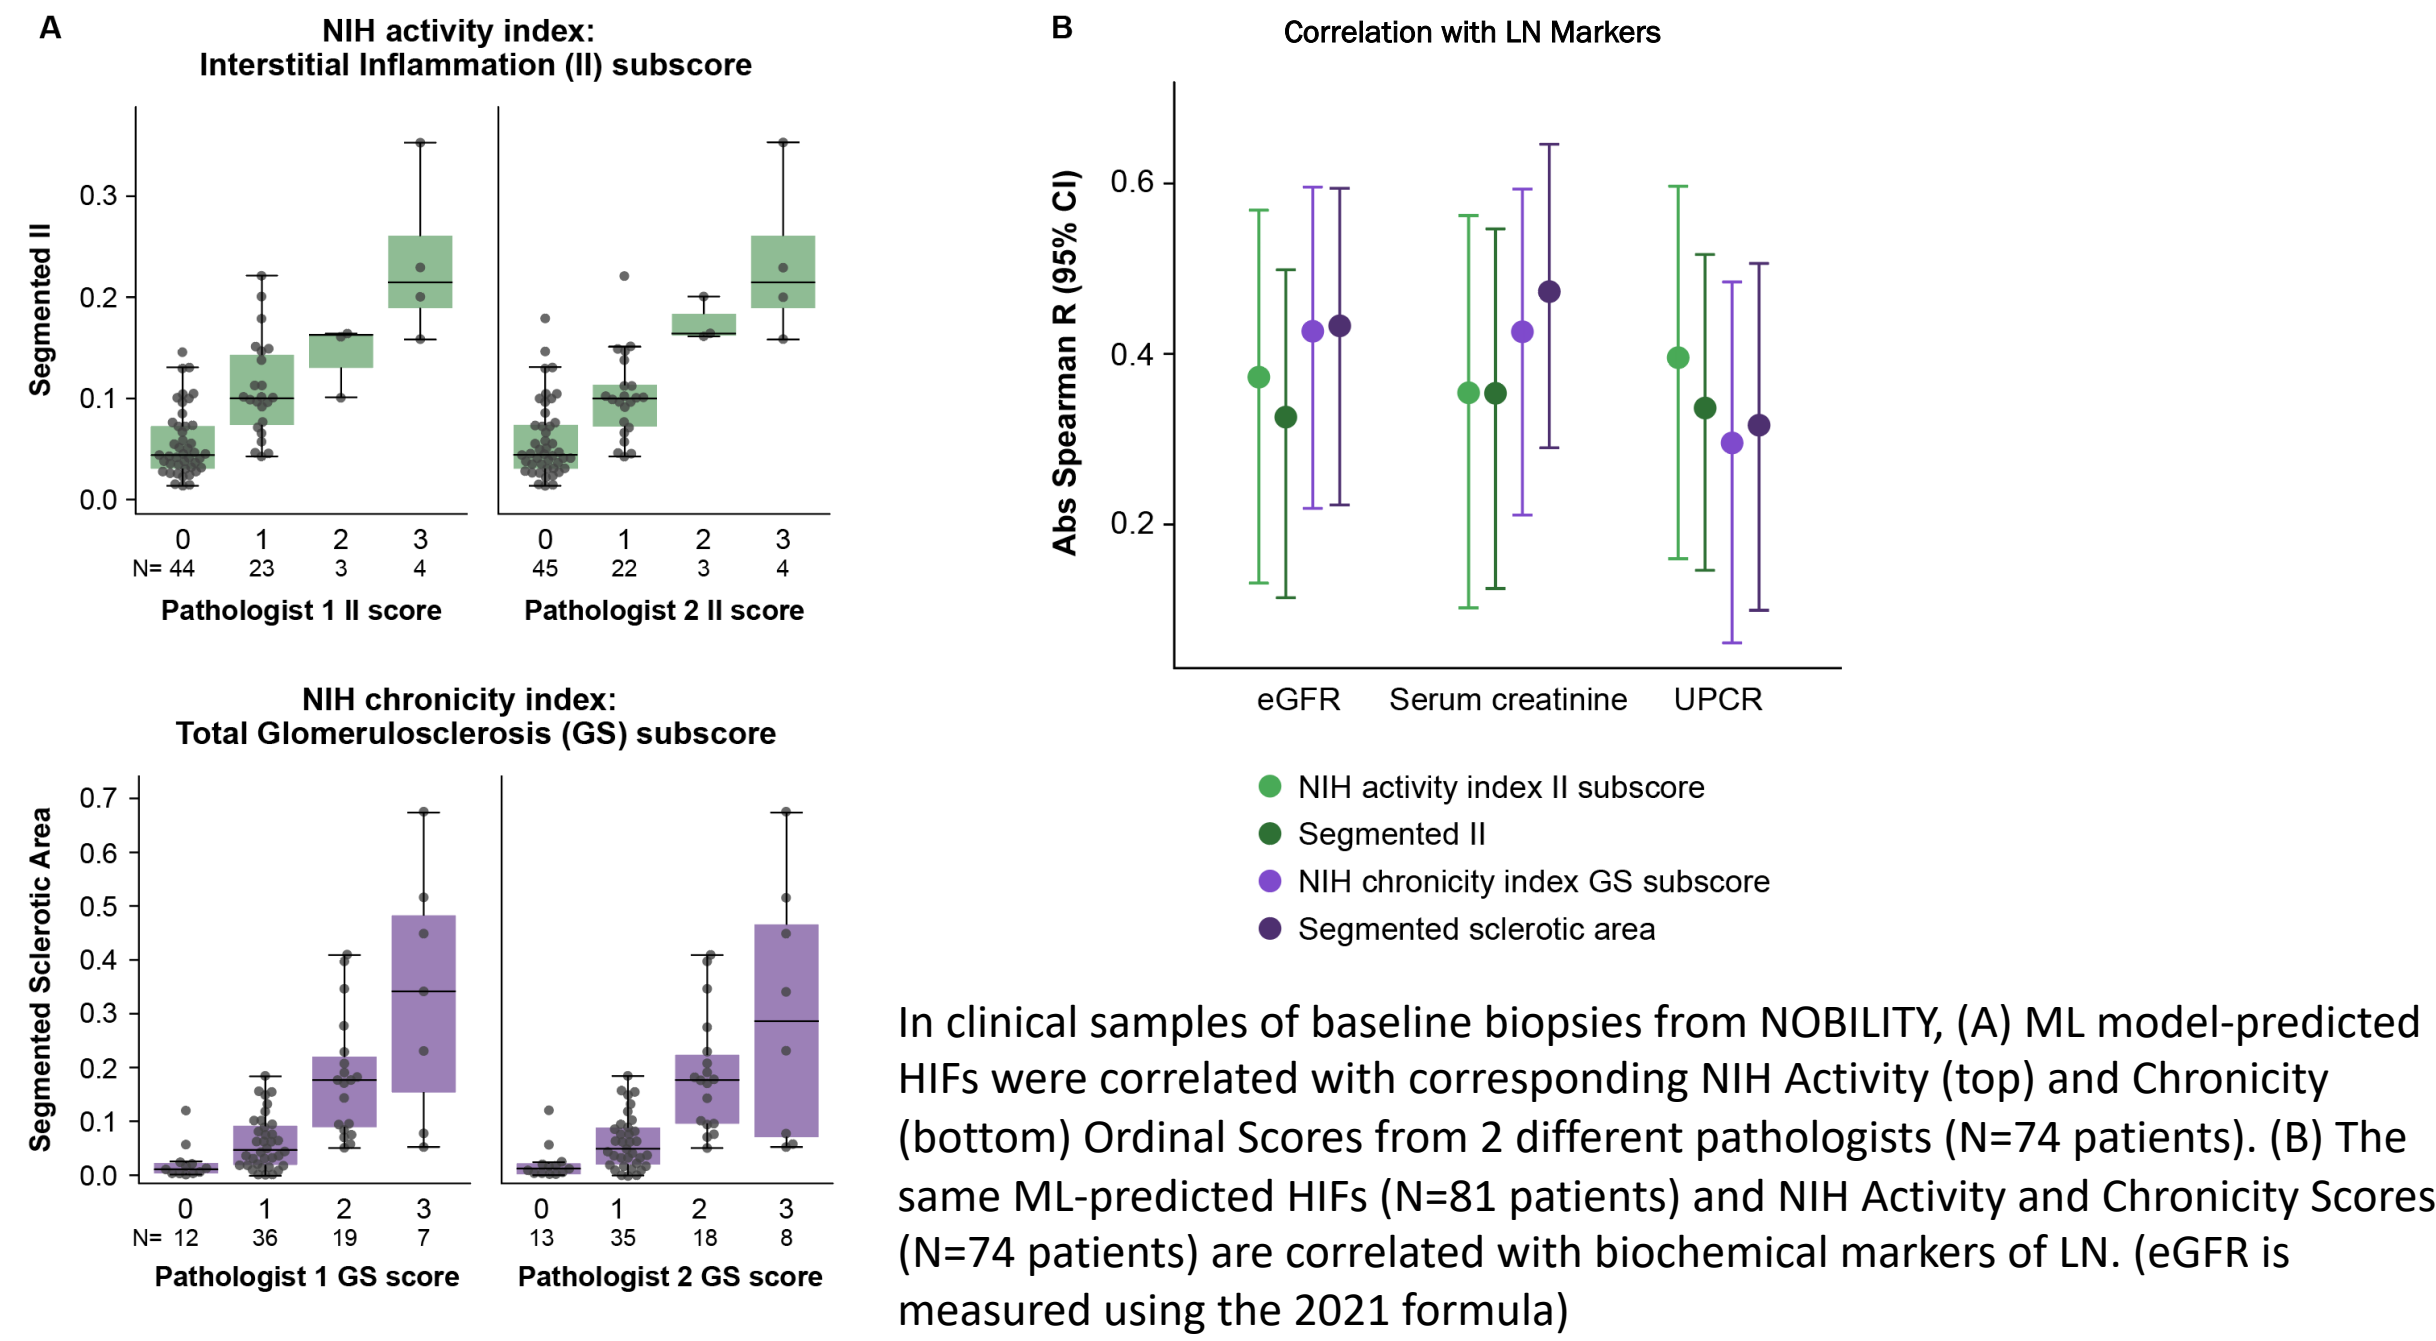 A
NIH activity index:
Interstitial Inflammation (II) subscore
Segmented II
0.3
0.2
0.1
0.0
0 1 2 3
N= 44 23 3 4
Pathologist 1 II score
0 1 2 3
45 22 3 4
Pathologist 2 II score
NIH chronicity index:
Total Glomerulosclerosis (GS) subscore
Segmented Sclerotic Area
0.7
0.6
0.5
0.4
0.3
0.2
0.1
0.0
0 1 2 3
N= 12 36 19 7
Pathologist 1 GS score
0 1 2 3
13 35 18 8
Pathologist 2 GS score
B
Correlation with LN Markers
Abs Spearman R (95% CI)
0.6
0.4
0.2
eGFR Serum creatinine UPCR
NIH activity index II subscore
Segmented II
NIH chronicity index GS subscore
Segmented sclerotic area
In clinical samples of baseline biopsies from NOBILITY, (A) ML model-predicted
HIFs were correlated with corresponding NIH Activity (top) and Chronicity
(bottom) Ordinal Scores from 2 different pathologists (N=74 patients). (B) The
same ML-predicted HIFs (N=81 patients) and NIH Activity and Chronicity Scores
(N=74 patients) are correlated with biochemical markers of LN. (eGFR is
measured using the 2021 formula)